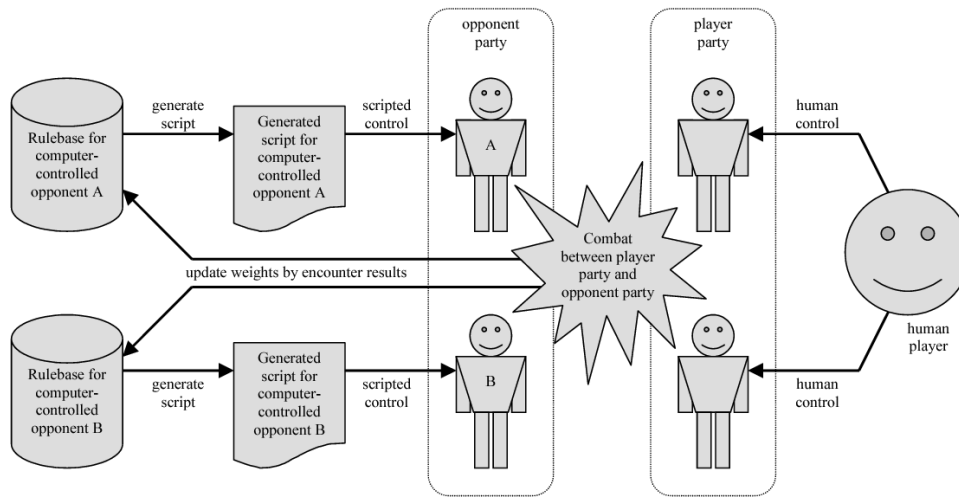 opponent
party
player
party
Rulebase for
computer-
controlled
opponent A
generate
script
Generated
script for
computer-
controlled
opponent A
scripted
control
A
human
control
Combat
between player
party and
opponent party
update weights by encounter results
human
player
Rulebase for
computer-
controlled
opponent B
generate
script
Generated
script for
computer-
controlled
opponent B
scripted
control
B
human
control